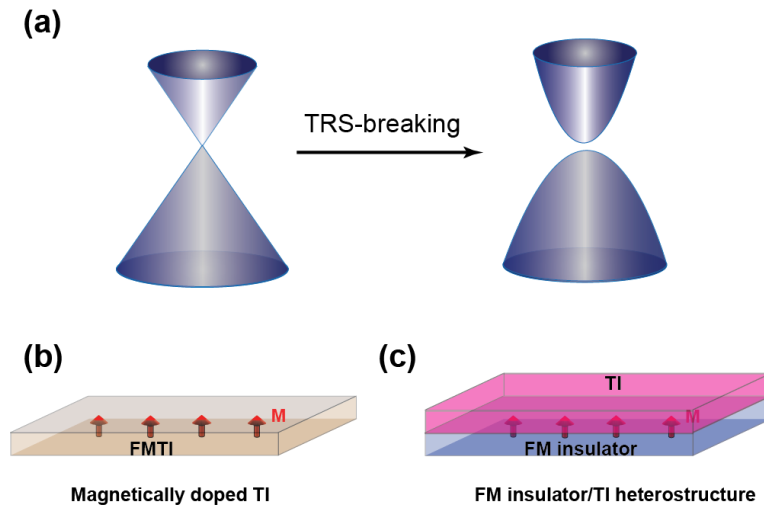 (a)
TRS-breaking
(b)
M
FMTI
Magnetically doped TI
(c)
TI
M
FM insulator
FM insulator/TI heterostructure